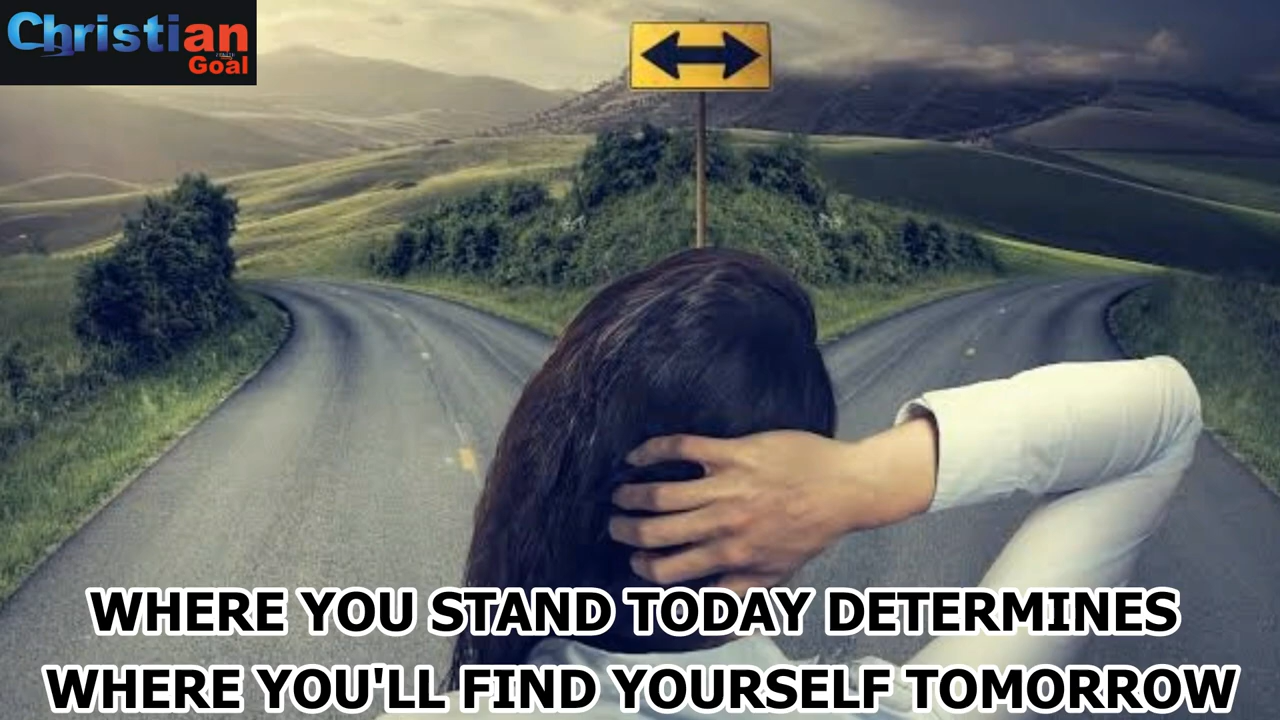 Christian
Goal
WHERE YOU STAND TODAY DETERMINES
WHERE YOU'LL FIND YOURSELF TOMORROW